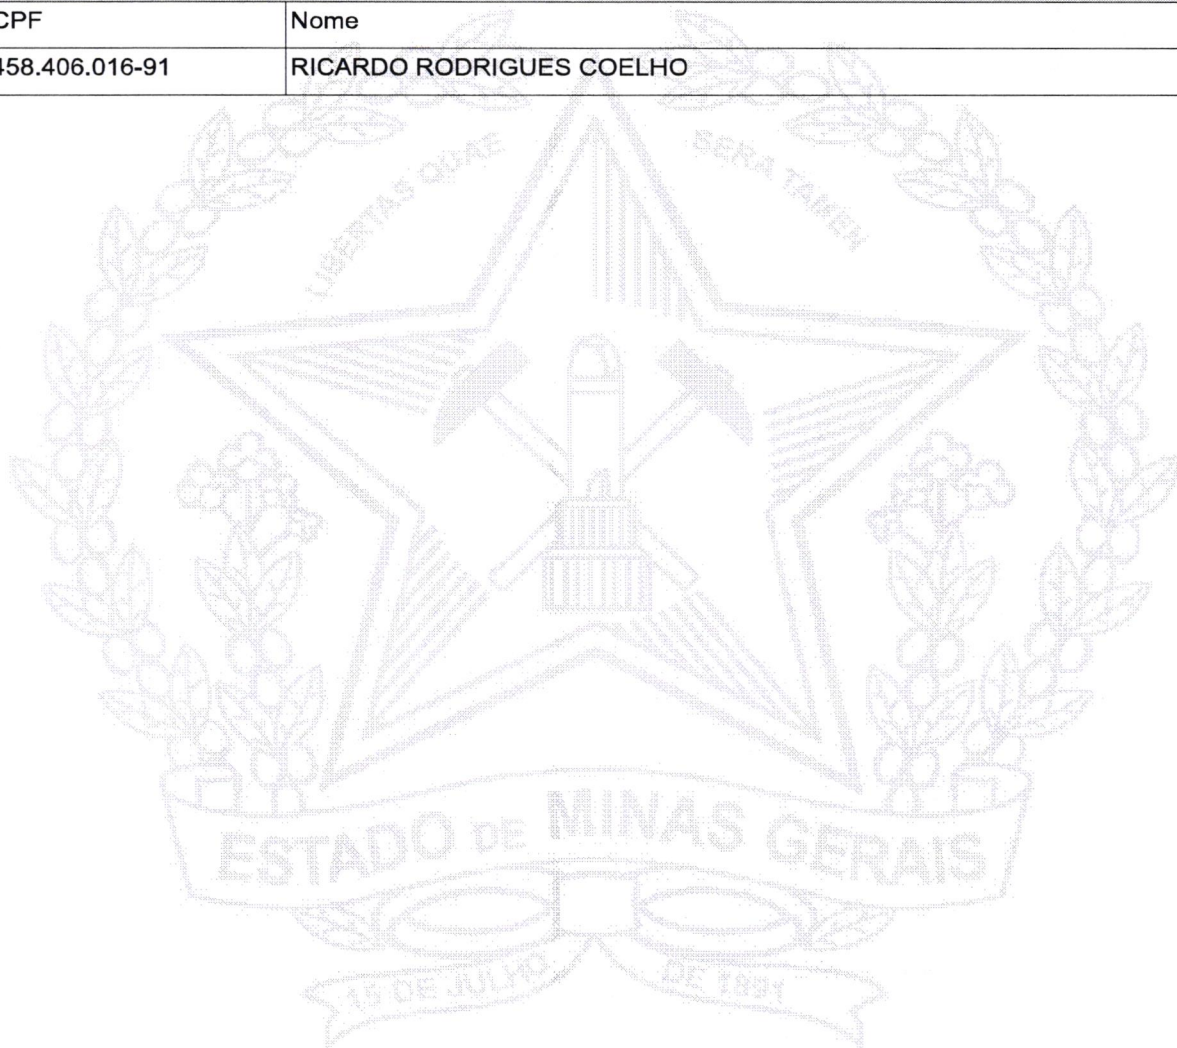 CPF Nome
458.406.016-91 RICARDO RODRIGUES COELHO
LIBERTAS QUAE SERA TAMEN
ESTADO DE MINAS GERAIS
15 DE JULHO DE 1891